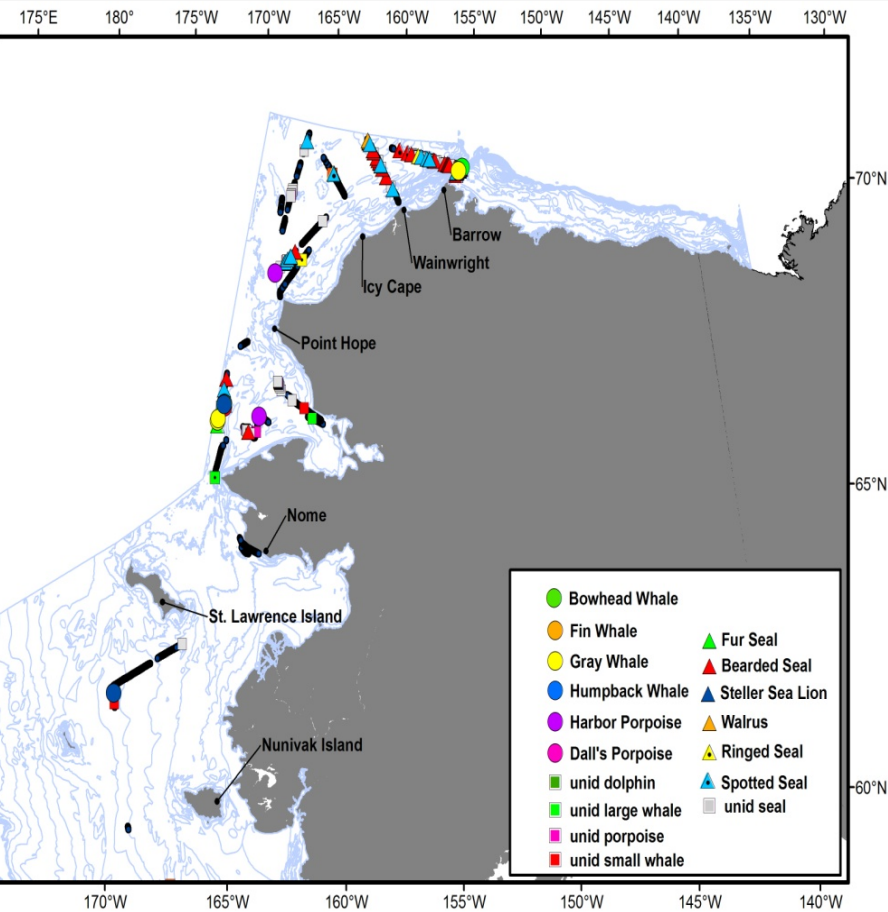 175°E 180° 175°W 170°W 165°W 160°W 155°W 150°W 145°W 140°W 135°W 130°W
70°N
Barrow
Wainwright
Icy Cape
Point Hope
65°N
Nome
St. Lawrence Island
Nunivak Island
60°N
Bowhead Whale
Fin Whale
Gray Whale
Humpback Whale
Harbor Porpoise
Dall's Porpoise
unid dolphin
unid large whale
unid porpoise
unid small whale
Fur Seal
Bearded Seal
Steller Sea Lion
Walrus
Ringed Seal
Spotted Seal
unid seal
170°W 165°W 160°W 155°W 150°W 145°W 140°W